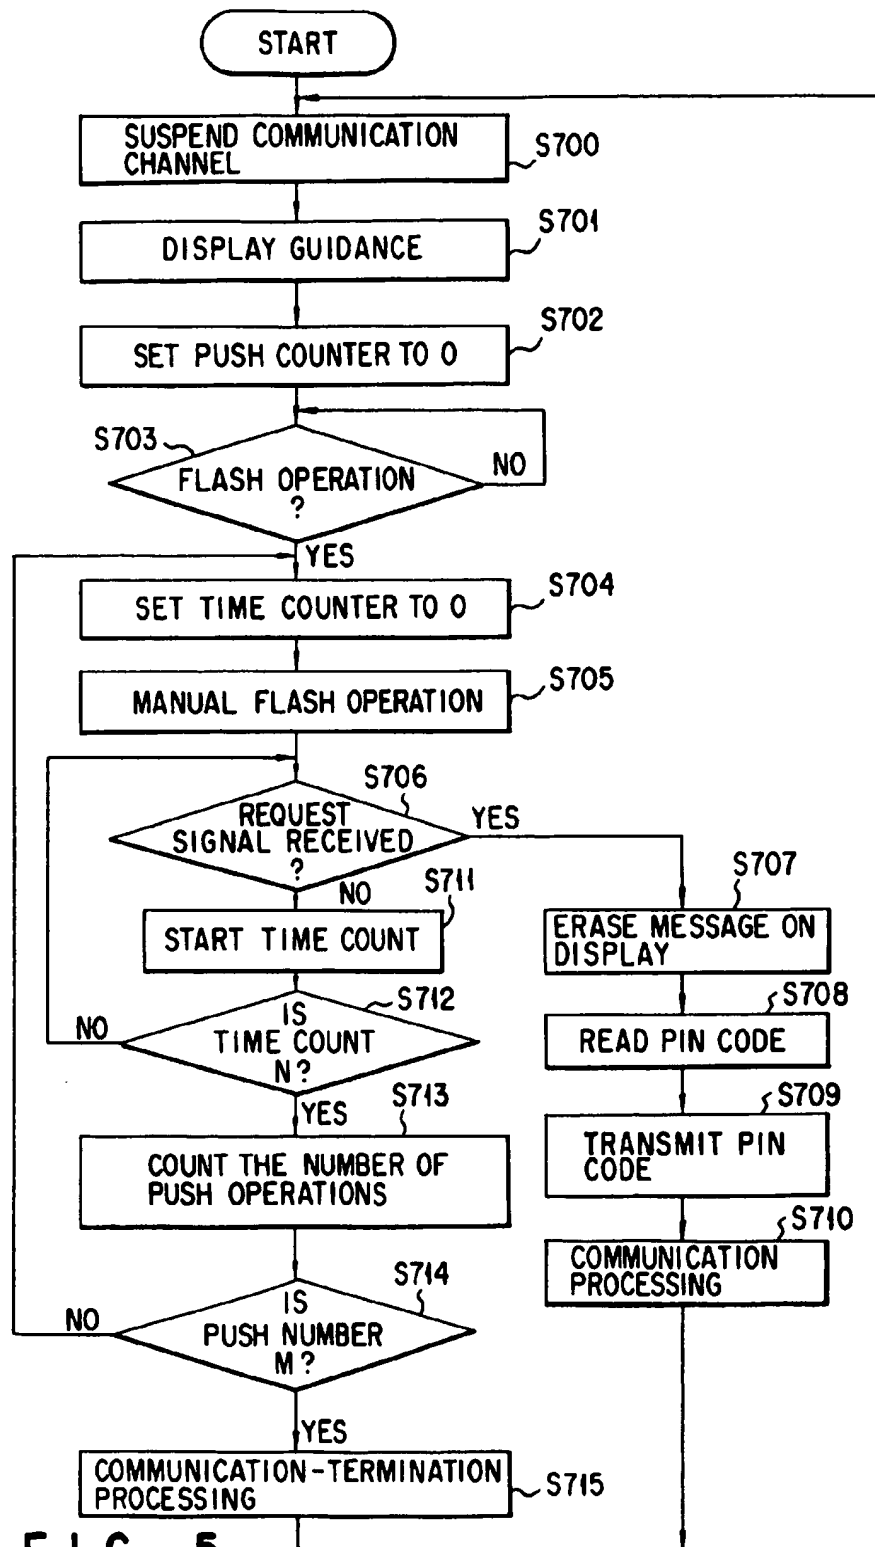 START
SUSPEND COMMUNICATION
CHANNEL
S700
DISPLAY GUIDANCE
S701
SET PUSH COUNTER TO 0
S702
S703
FLASH OPERATION
?
NO
YES
SET TIME COUNTER TO 0
S704
MANUAL FLASH OPERATION
S705
S706
REQUEST
SIGNAL RECEIVED
?
YES
NO
S711
START TIME COUNT
S707
ERASE MESSAGE ON
DISPLAY
S712
IS
TIME COUNT
N?
NO
YES
S708
READ PIN CODE
S713
COUNT THE NUMBER OF
PUSH OPERATIONS
S709
TRANSMIT PIN
CODE
S710
COMMUNICATION
PROCESSING
S714
IS
PUSH NUMBER
M?
NO
YES
COMMUNICATION-TERMINATION
PROCESSING
S715
FIG. 5